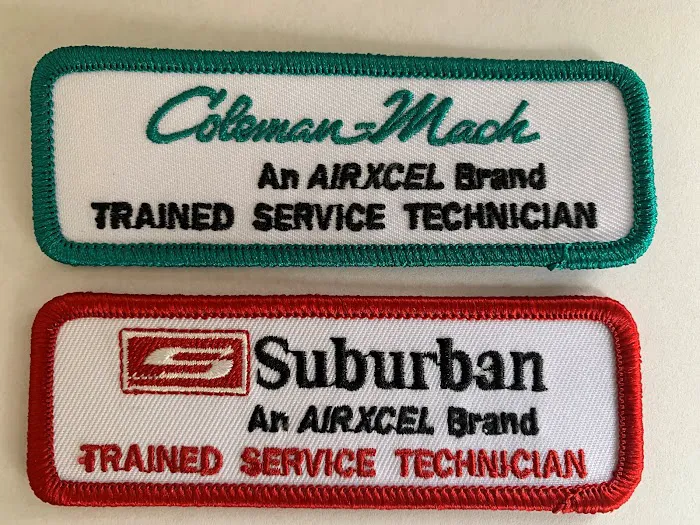 Coleman-Mach
An AIRXCEL Brand
TRAINED SERVICE TECHNICIAN
S Suburban
An AIRXCEL Brand
TRAINED SERVICE TECHNICIAN